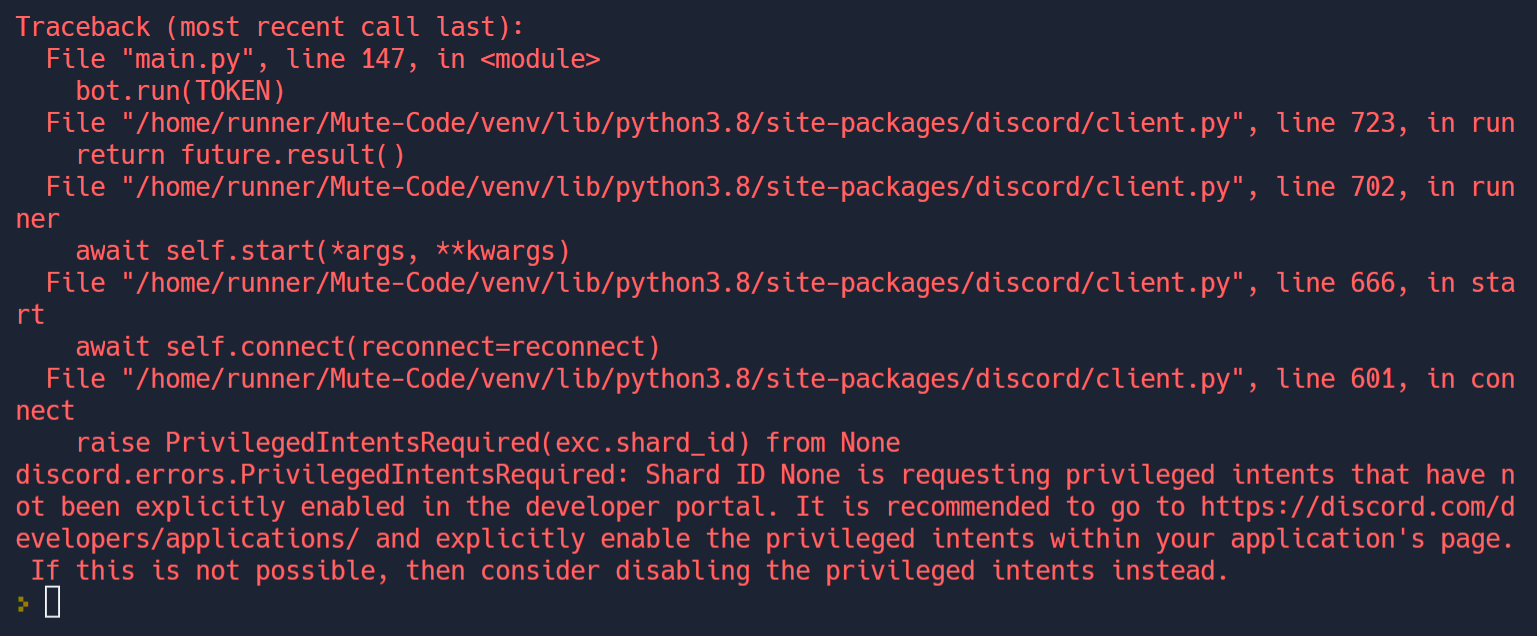 Traceback (most recent call last):
  File "main.py", line 147, in <module>
    bot.run(TOKEN)
  File "/home/runner/Mute-Code/venv/lib/python3.8/site-packages/discord/client.py", line 723, in run
    return future.result()
  File "/home/runner/Mute-Code/venv/lib/python3.8/site-packages/discord/client.py", line 702, in run
ner
    await self.start(*args, **kwargs)
  File "/home/runner/Mute-Code/venv/lib/python3.8/site-packages/discord/client.py", line 666, in sta
rt
    await self.connect(reconnect=reconnect)
  File "/home/runner/Mute-Code/venv/lib/python3.8/site-packages/discord/client.py", line 601, in con
nect
    raise PrivilegedIntentsRequired(exc.shard_id) from None
discord.errors.PrivilegedIntentsRequired: Shard ID None is requesting privileged intents that have n
ot been explicitly enabled in the developer portal. It is recommended to go to https://discord.com/d
evelopers/applications/ and explicitly enable the privileged intents within your application's page.
 If this is not possible, then consider disabling the privileged intents instead.